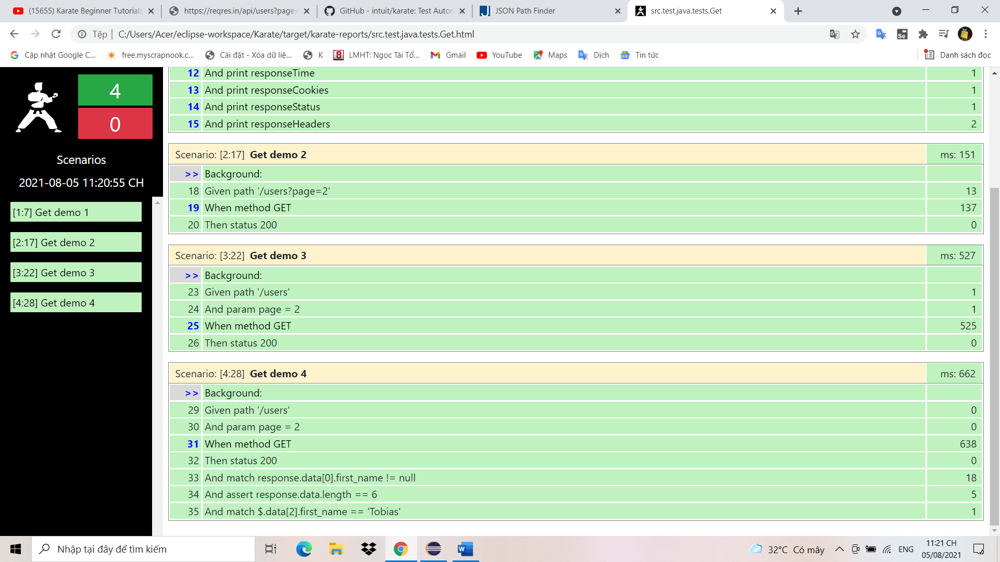 (15655) Karate Beginner Tutorials
https://reqres.in/api/users?page=
GitHub - intuit/karate: Test Autom
JSON Path Finder
src.test.java.tests.Get
Tệp | C:/Users/Acer/eclipse-workspace/Karate/target/karate-reports/src.test.java.tests.Get.html
Cập nhật Google C... free.myscrapnook.c... Cài đặt - Xóa dữ liệ... K LMHT: Ngọc Tái Tổ... Gmail YouTube Maps Dịch Tin tức Danh sách đọc
4
0
Scenarios
2021-08-05 11:20:55 CH
[1:7] Get demo 1
[2:17] Get demo 2
[3:22] Get demo 3
[4:28] Get demo 4
12 And print responseTime 1
13 And print responseCookies 1
14 And print responseStatus 1
15 And print responseHeaders 2
Scenario: [2:17] Get demo 2 ms: 151
>> Background:
18 Given path '/users?page=2' 13
19 When method GET 137
20 Then status 200 0
Scenario: [3:22] Get demo 3 ms: 527
>> Background:
23 Given path '/users' 1
24 And param page = 2 1
25 When method GET 525
26 Then status 200 0
Scenario: [4:28] Get demo 4 ms: 662
>> Background:
29 Given path '/users' 0
30 And param page = 2 0
31 When method GET 638
32 Then status 200 0
33 And match response.data[0].first_name != null 18
34 And assert response.data.length == 6 5
35 And match $.data[2].first_name == 'Tobias' 1
Nhập tại đây để tìm kiếm
32°C Có mây
ENG
11:21 CH
05/08/2021